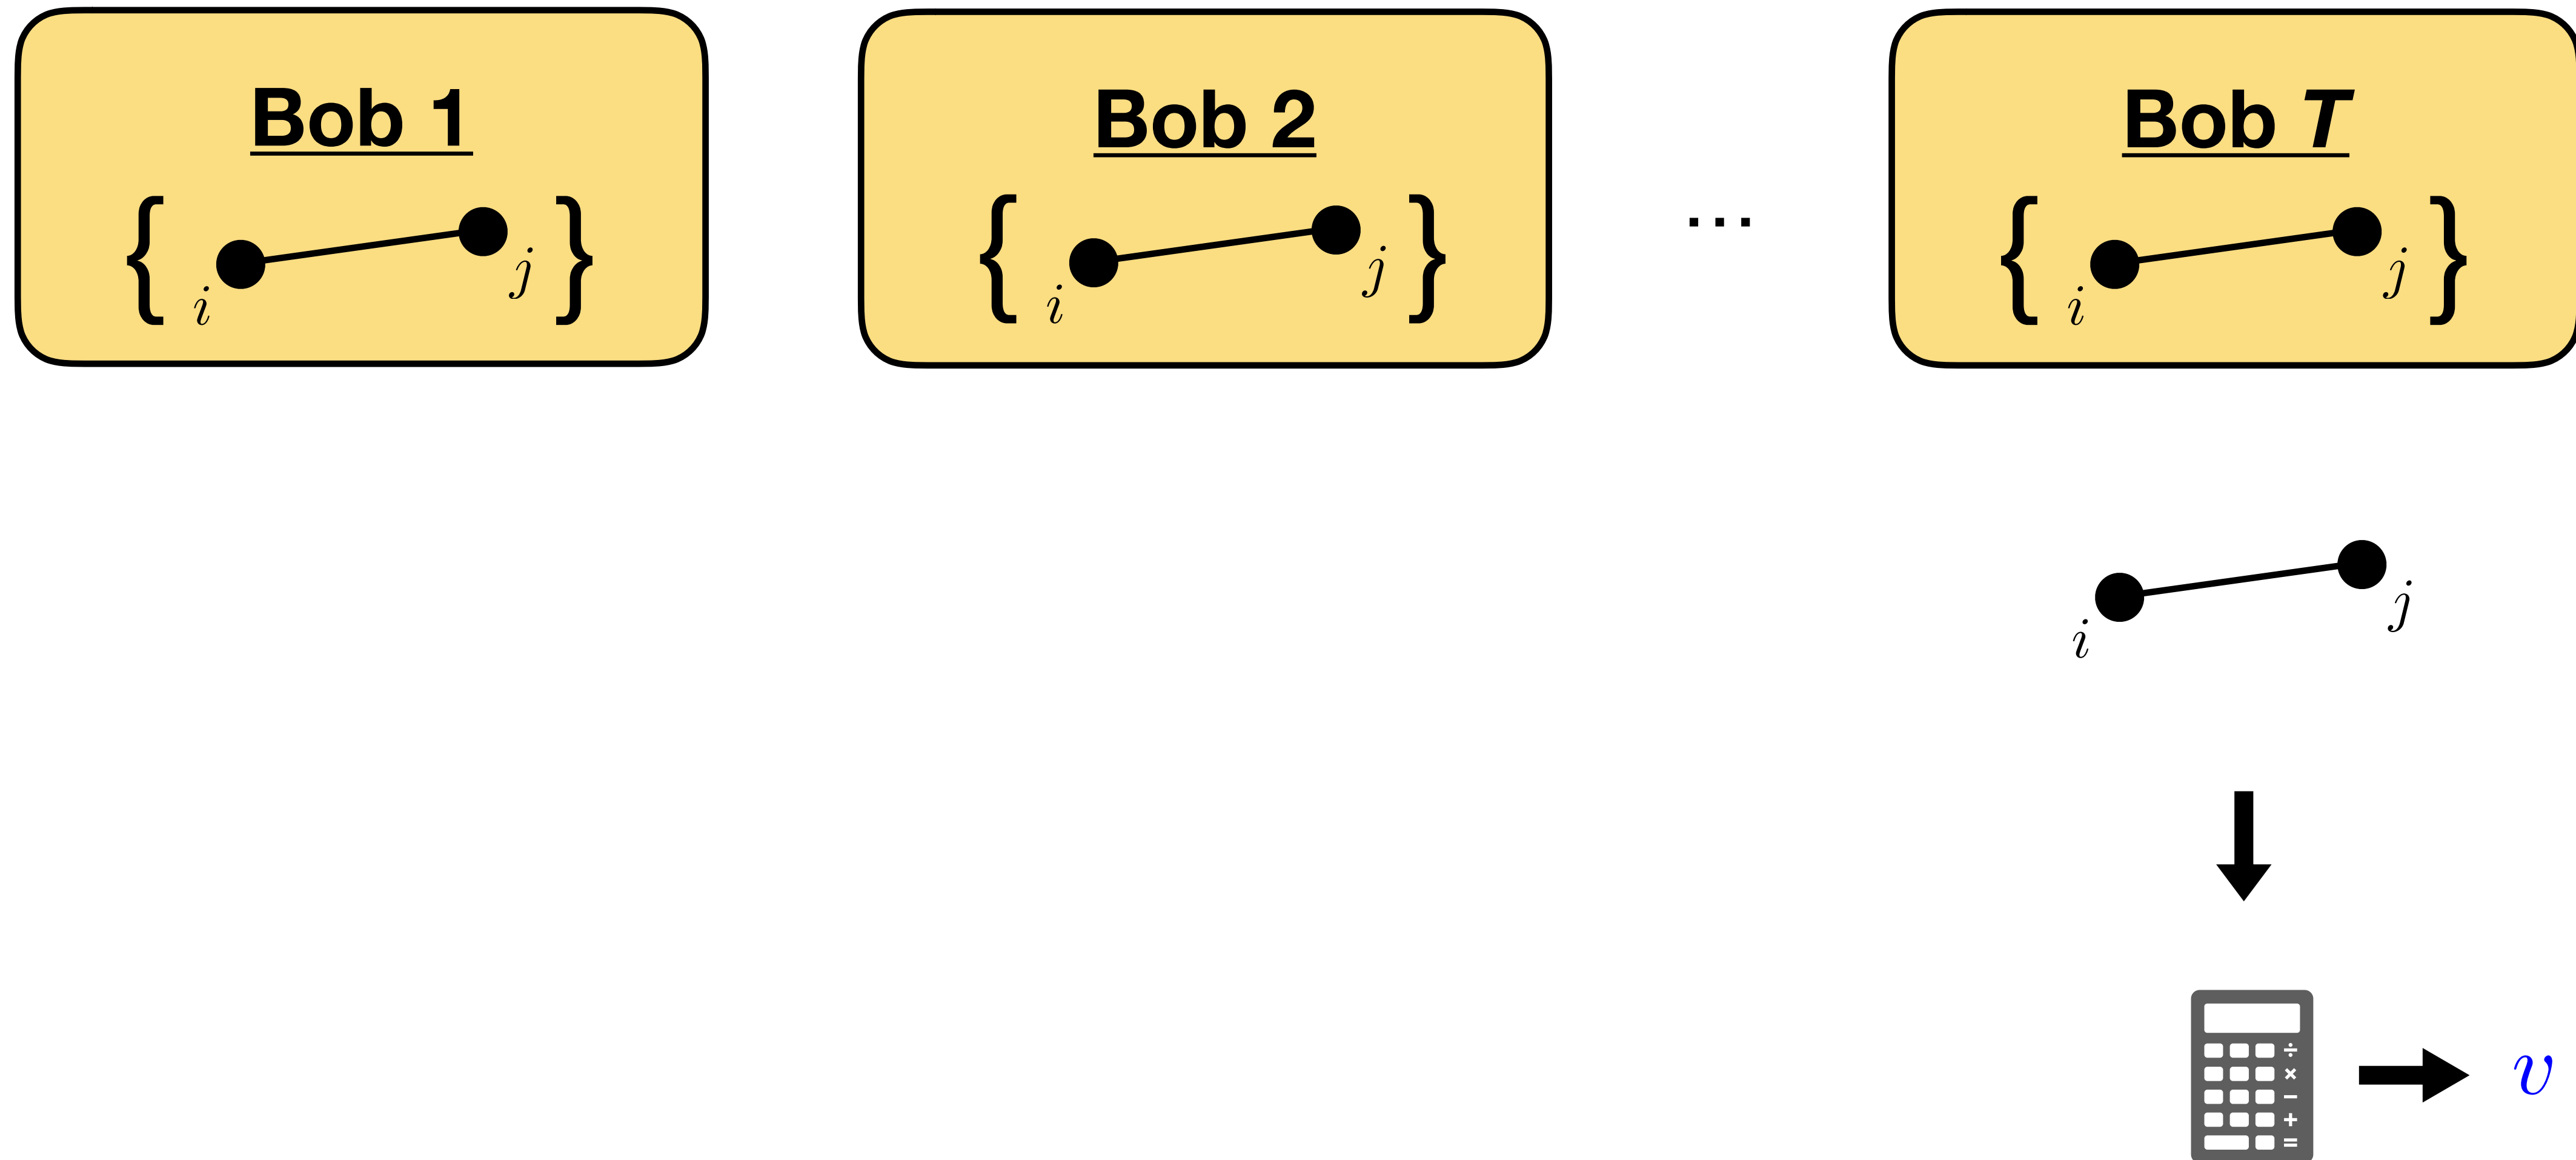 Bob 1
{ i j }
Bob 2
{ i j }
...
Bob T
{ i j }
i j
÷
×
−
+
=
v